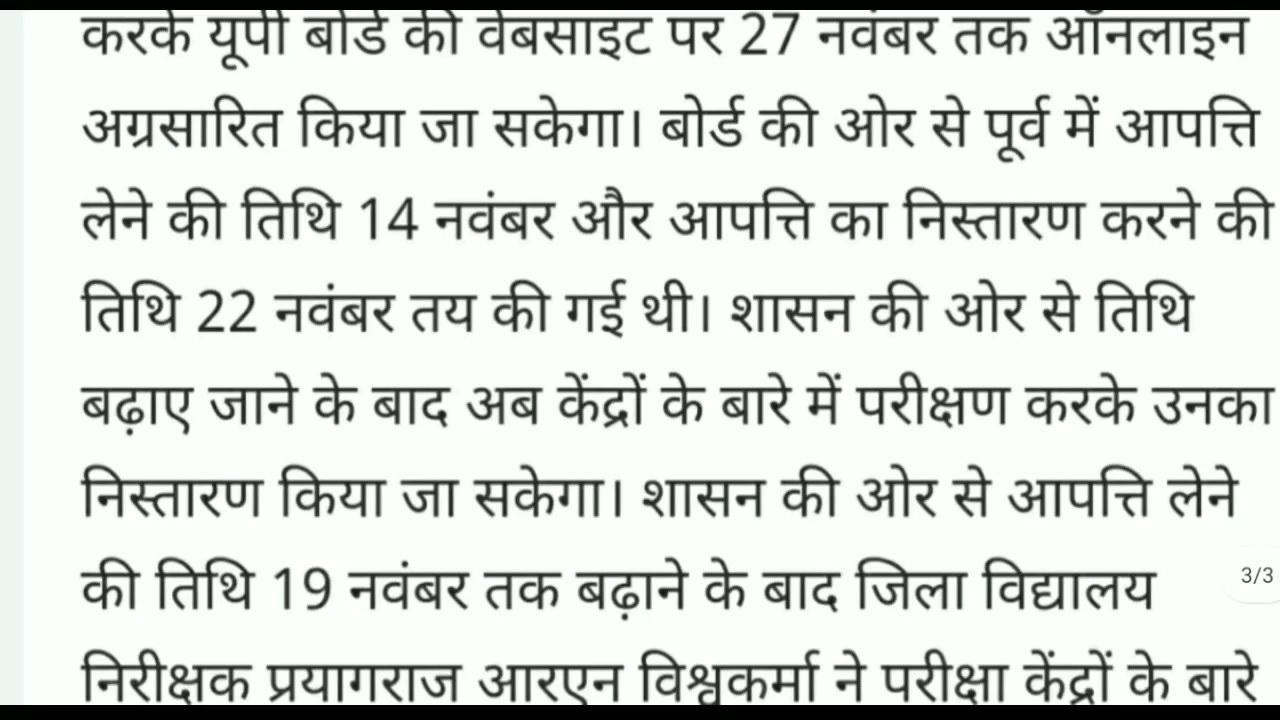 करके यूपी बोर्ड की वेबसाइट पर 27 नवंबर तक ऑनलाइन
अग्रसारित किया जा सकेगा। बोर्ड की ओर से पूर्व में आपत्ति
लेने की तिथि 14 नवंबर और आपत्ति का निस्तारण करने की
तिथि 22 नवंबर तय की गई थी। शासन की ओर से तिथि
बढ़ाए जाने के बाद अब केंद्रों के बारे में परीक्षण करके उनका
निस्तारण किया जा सकेगा। शासन की ओर से आपत्ति लेने
की तिथि 19 नवंबर तक बढ़ाने के बाद जिला विद्यालय
3/3
निरीक्षक प्रयागराज आरएन विश्वकर्मा ने परीक्षा केंद्रों के बारे